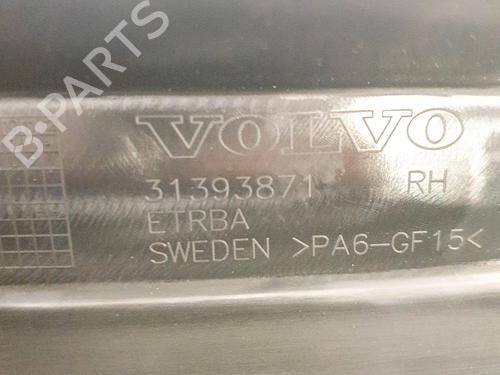 B-PARTS
VOLVO
31393871 RH
ETRBA
SWEDEN >PA6-GF15<